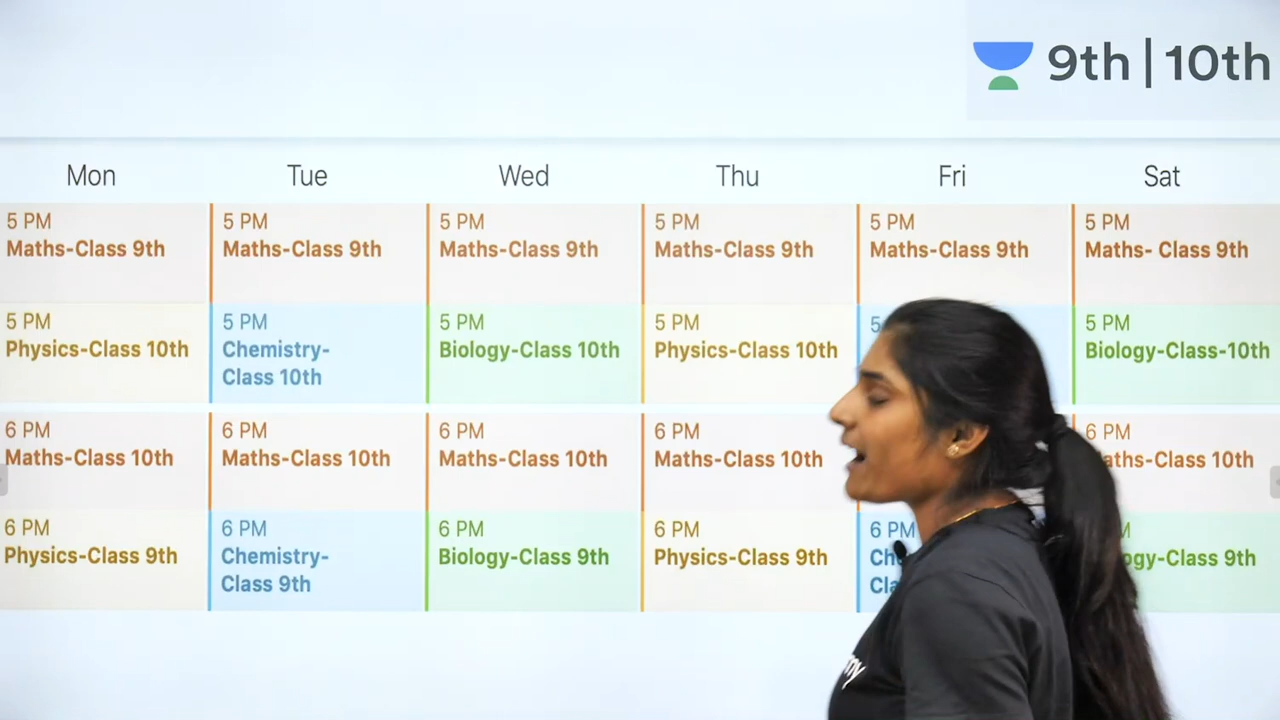 9th | 10th
Mon
Tue
Wed
Thu
Fri
Sat
5 PM
Maths-Class 9th
5 PM
Maths-Class 9th
5 PM
Maths-Class 9th
5 PM
Maths-Class 9th
5 PM
Maths-Class 9th
5 PM
Maths- Class 9th
5 PM
Physics-Class 10th
5 PM
Chemistry-
Class 10th
5 PM
Biology-Class 10th
5 PM
Physics-Class 10th
5
5 PM
Biology-Class-10th
6 PM
Maths-Class 10th
6 PM
Maths-Class 10th
6 PM
Maths-Class 10th
6 PM
Maths-Class 10th
6 PM
10th
6 PM
Physics-Class 9th
6 PM
Chemistry-
Class 9th
6 PM
Biology-Class 9th
6 PM
Physics-Class 9th
6 PM
9th